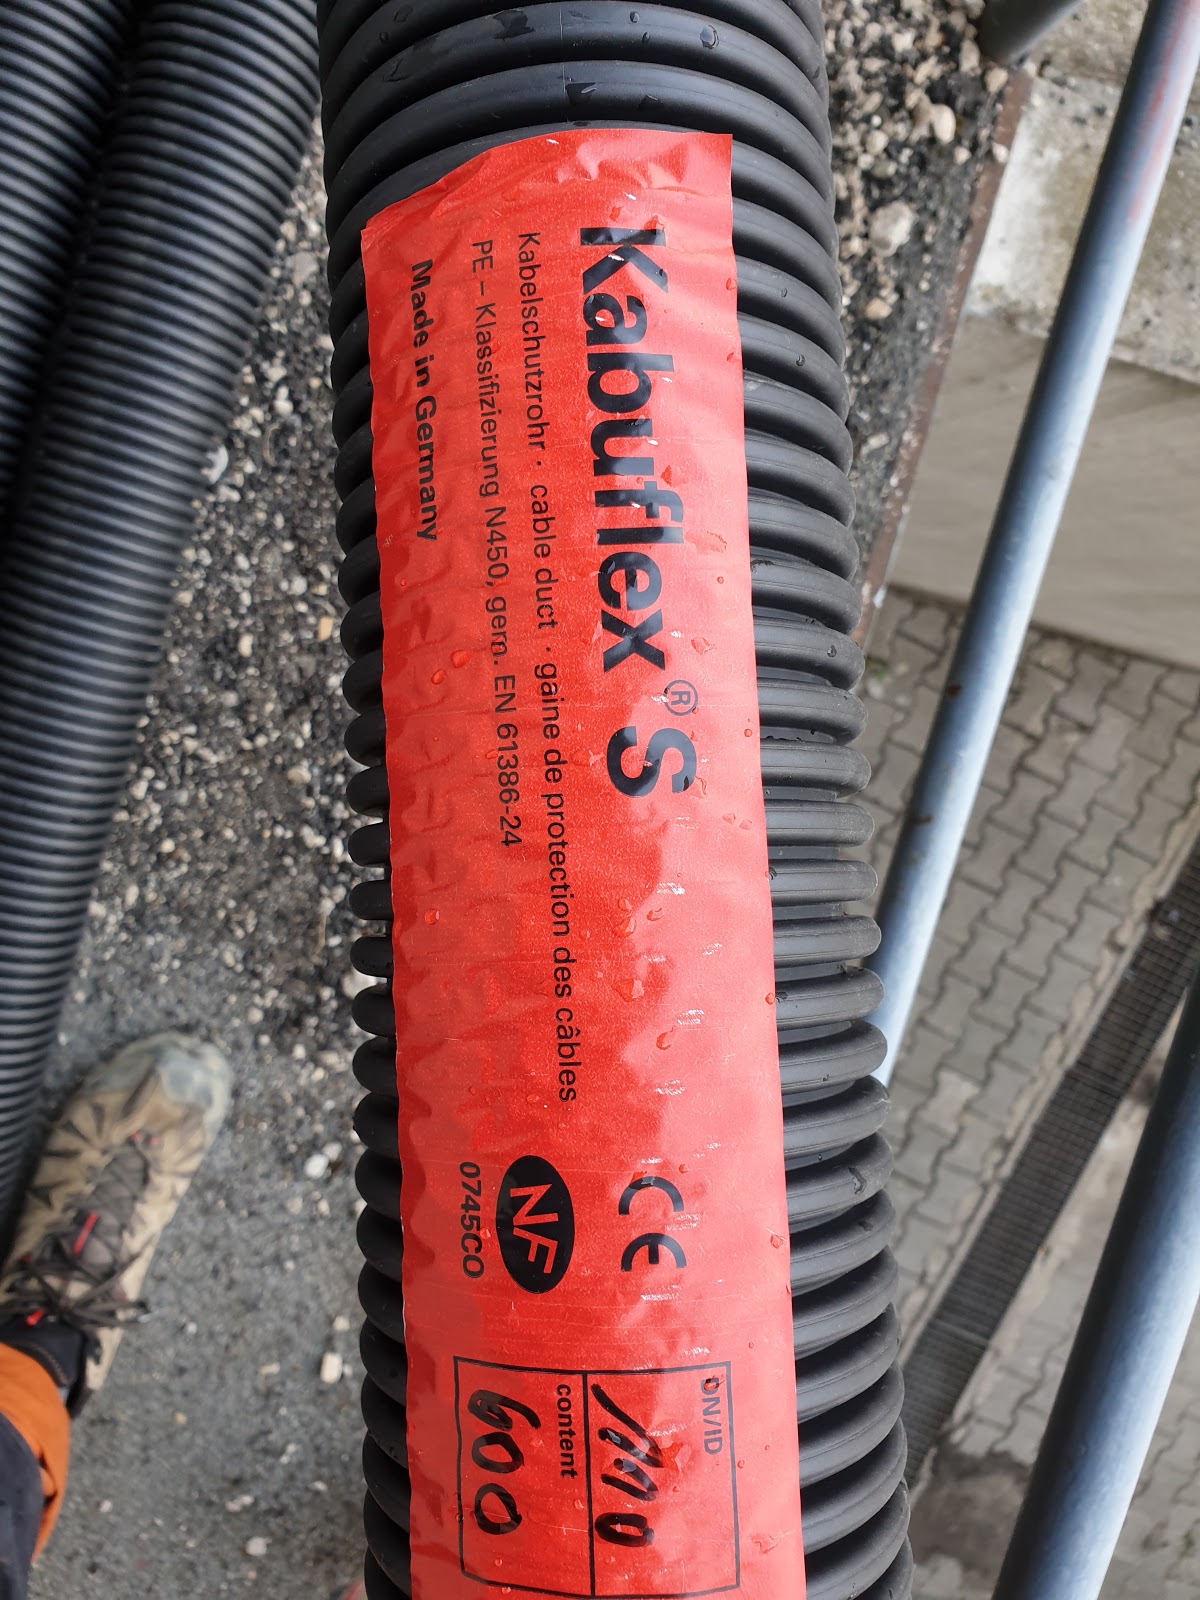 Kabuflex® S
Kabelschutzrohr · cable duct · gaine de protection des câbles
PE – Klassifizierung N450, gem. EN 61386-24
Made in Germany
CE
NF
0745CO
DN/ID
content
600